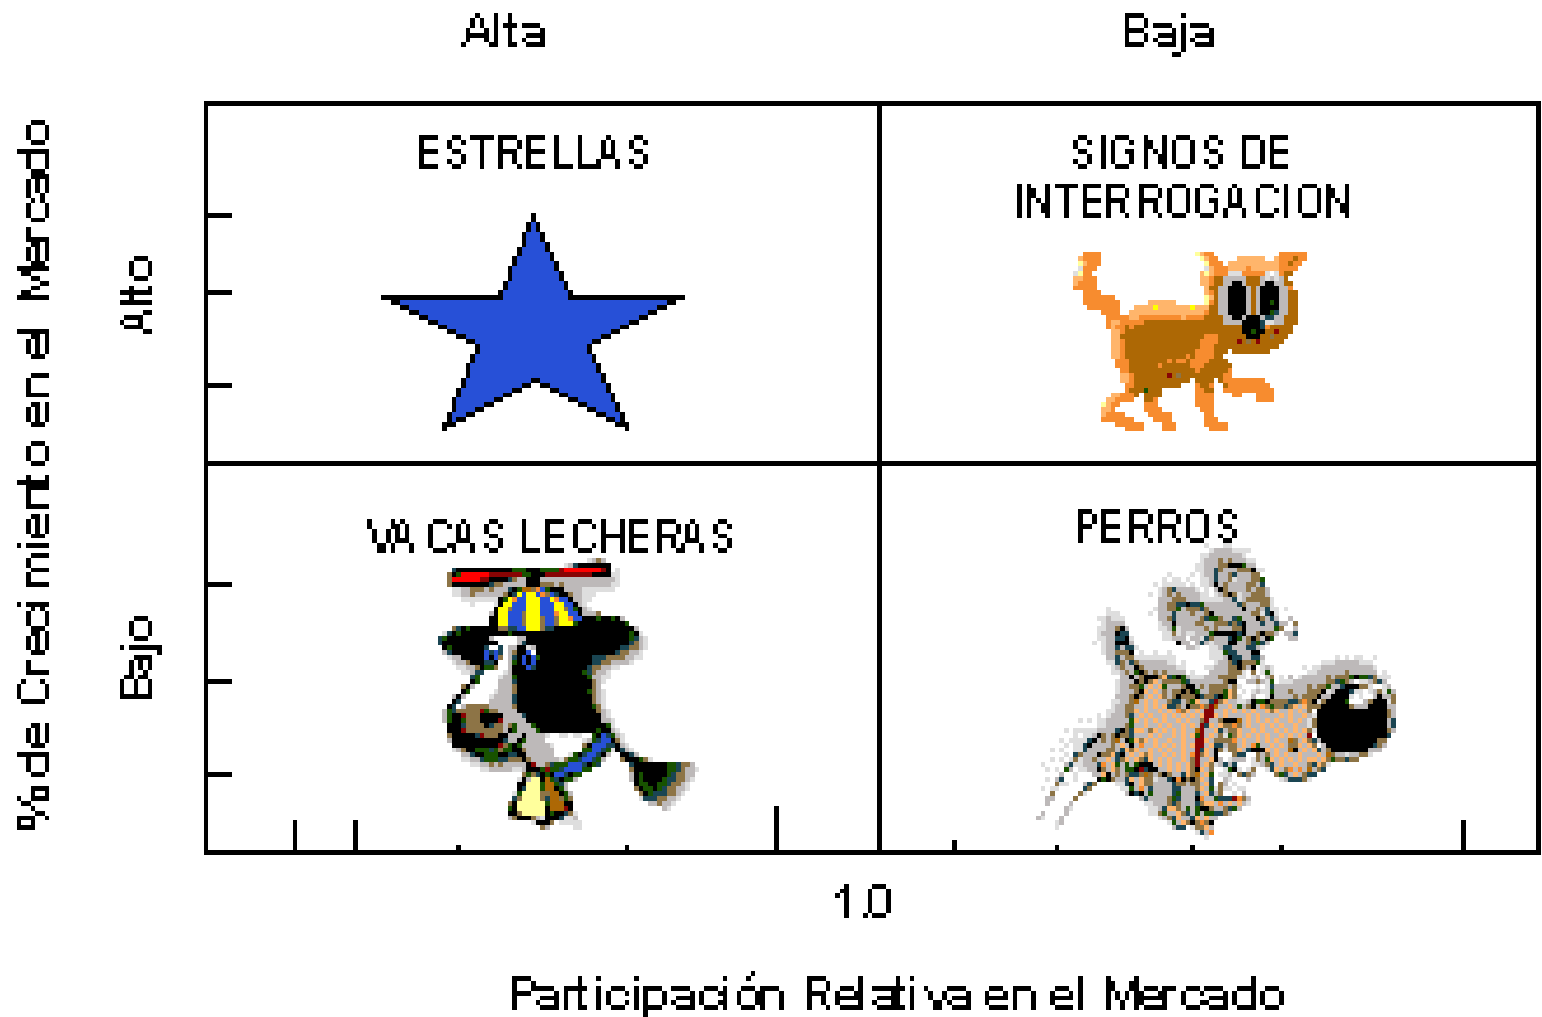 Alta
Baja
% de Crecimiento en el Mercado
Alto
Bajo
ESTRELLAS
SIGNOS DE
INTERROGACION
VACAS LECHERAS
PERROS
1.0
Participación Relativa en el Mercado